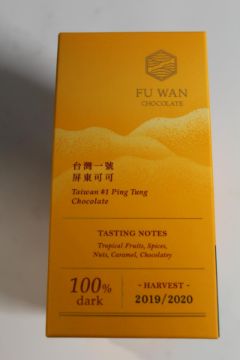 FU WAN
CHOCOLATE
台灣一號
屏東可可
Taiwan #1 Ping Tung
Chocolate
TASTING NOTES
Tropical Fruits, Spices,
Nuts, Caramel, Chocolatey
100%
dark
- HARVEST -
2019/2020